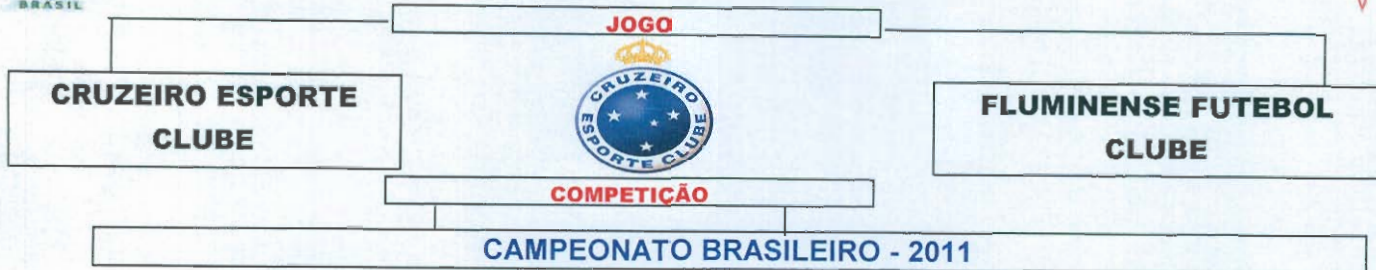 BRASIL
JOGO
CRUZEIRO ESPORTE
CLUBE
CRUZEIRO
ESPORTE CLUBE
FLUMINENSE FUTEBOL
CLUBE
COMPETIÇÃO
CAMPEONATO BRASILEIRO - 2011